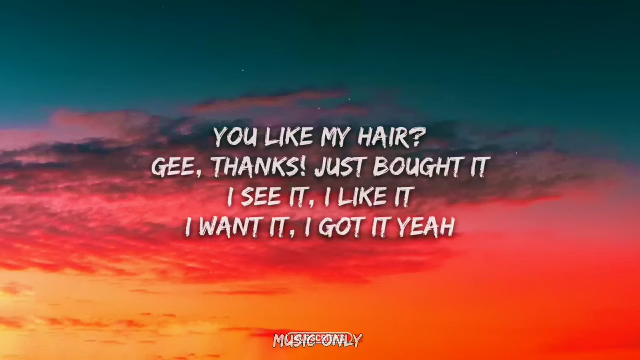 YOU LIKE MY HAIR?
GEE, THANKS! JUST BOUGHT IT
I SEE IT, I LIKE IT
I WANT IT, I GOT IT YEAH
MUSIC ONLY